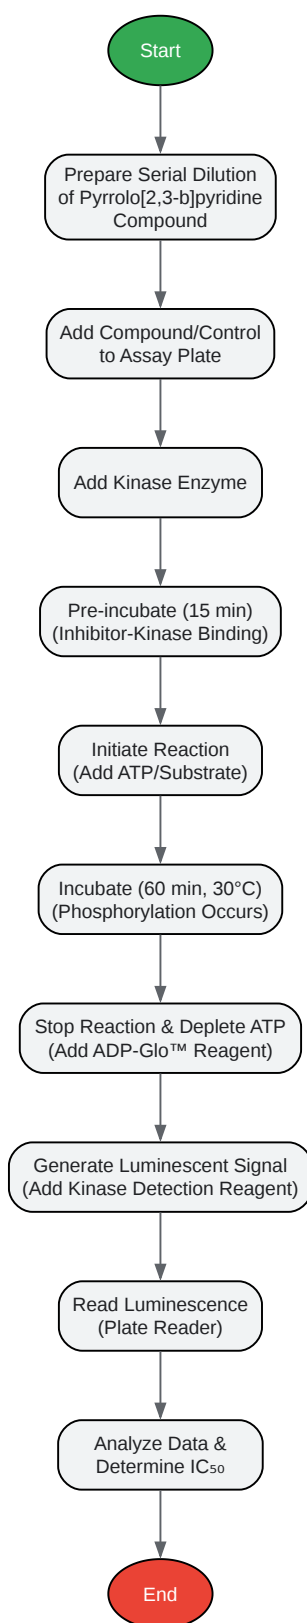 Start
Prepare Serial Dilution
of Pyrrolo[2,3-b]pyridine
Compound
Add Compound/Control
to Assay Plate
Add Kinase Enzyme
Pre-incubate (15 min)
(Inhibitor-Kinase Binding)
Initiate Reaction
(Add ATP/Substrate)
Incubate (60 min, 30°C)
(Phosphorylation Occurs)
Stop Reaction & Deplete ATP
(Add ADP-Glo™ Reagent)
Generate Luminescent Signal
(Add Kinase Detection Reagent)
Read Luminescence
(Plate Reader)
Analyze Data &
Determine IC₅₀
End